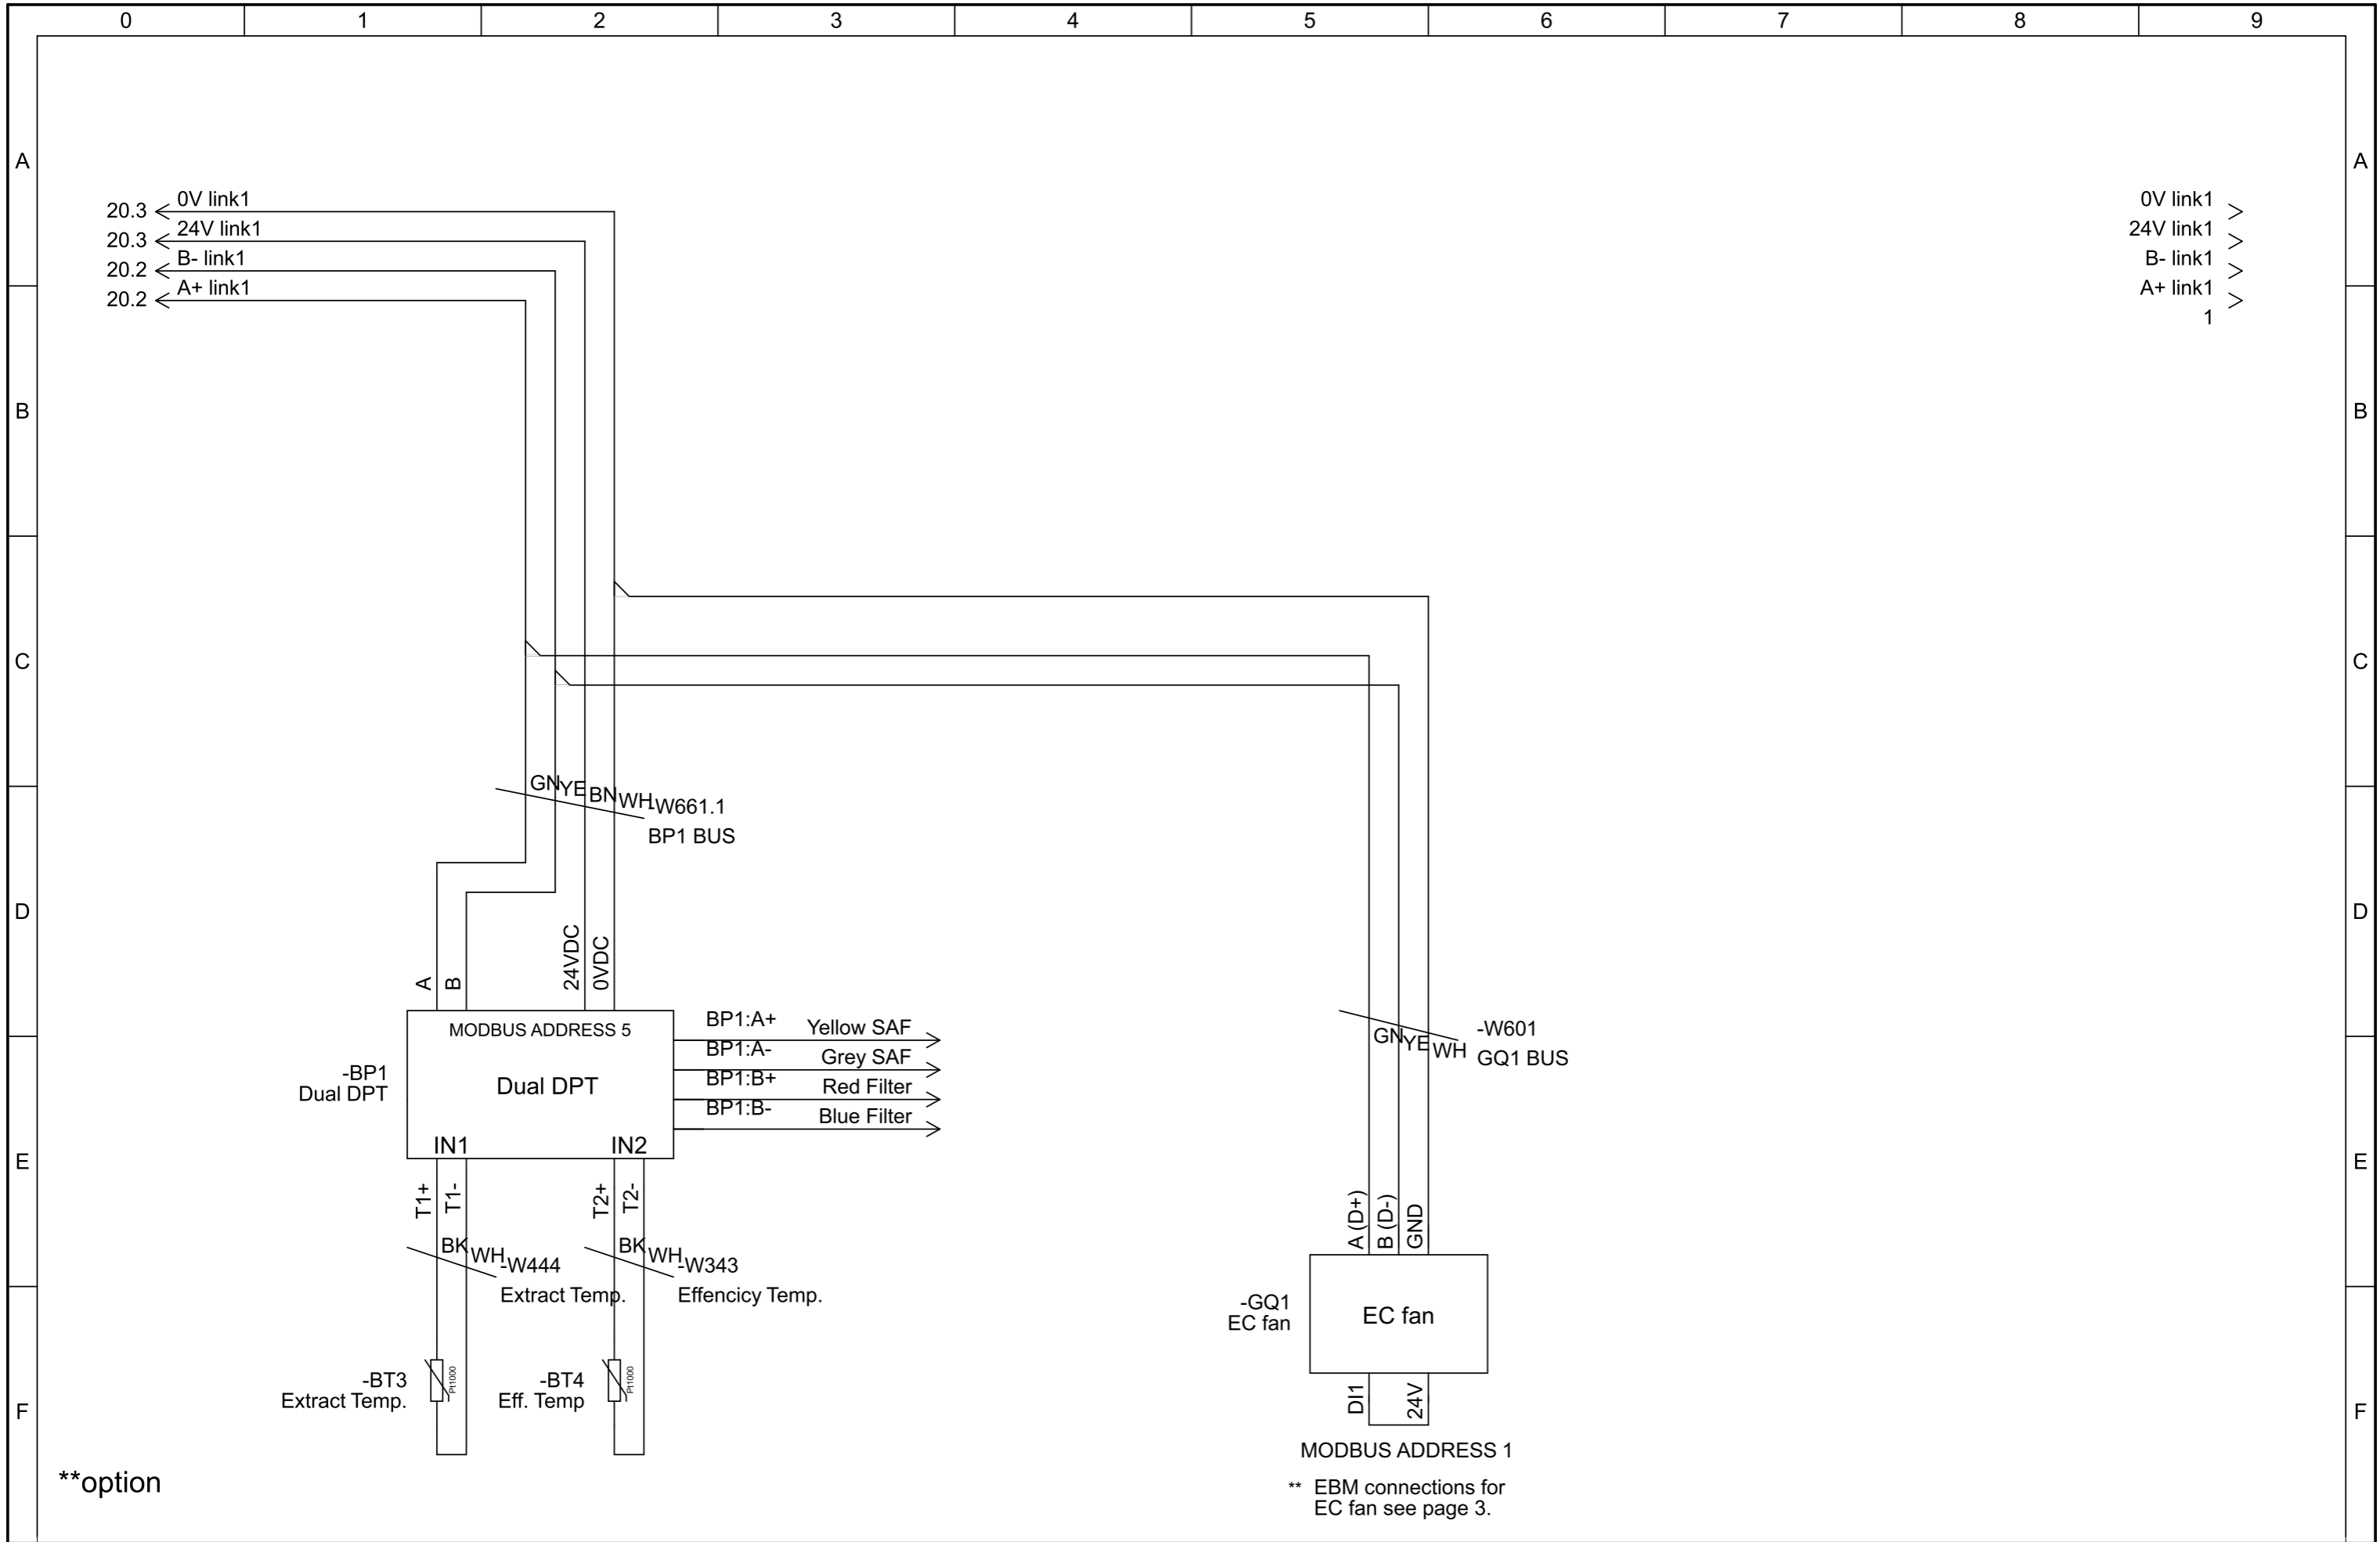 0 1 2 3 4 5 6 7 8 9
A A
20.3 0V link1
20.3 24V link1
20.2 B- link1
20.2 A+ link1
0V link1
24V link1
B- link1
A+ link1
1
B B
C C
GN YE BN WH -W661.1
BP1 BUS
D D
A B 24VDC 0VDC
MODBUS ADDRESS 5
-BP1
Dual DPT
Dual DPT
IN1 IN2
BP1:A+ Yellow SAF
BP1:A- Grey SAF
BP1:B+ Red Filter
BP1:B- Blue Filter
GN YE WH
-W601
GQ1 BUS
E E
T1+ T1- T2+ T2-
BK WH -W444
Extract Temp.
BK WH -W343
Effencicy Temp.
A (D+) B (D-) GND
-GQ1
EC fan
EC fan
-BT3
Extract Temp.
Pt1000
-BT4
Eff. Temp
Pt1000
DI1 24V
F F
MODBUS ADDRESS 1
**option
** EBM connections for
EC fan see page 3.